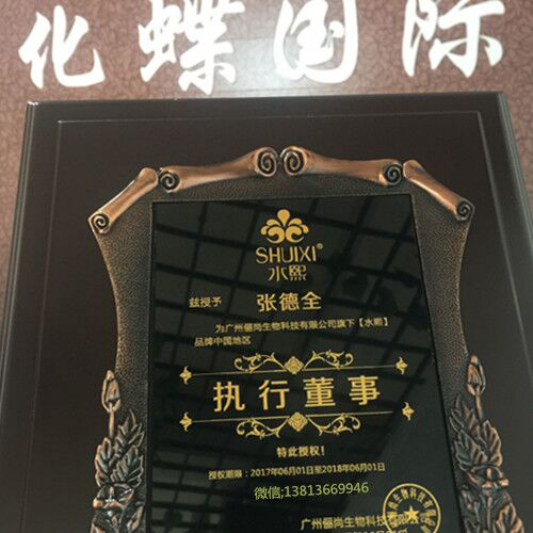 化蝶国际
SHUIXI®
水熙
兹授予 张德全
为广州俪尚生物科技有限公司旗下【水熙】
品牌中国地区
执行董事
特此授权!
授权期限:2017年06月01日至2018年06月01日
微信;13813669946
广州俪尚生物科技有限公司